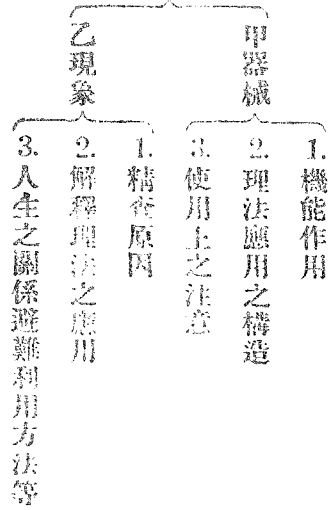 甲器械
1. 機能作用
2. 理法應用之構造
3. 使用上之注意
乙現象
1. 精查原因
2. 解釋理法之應用
3. 人生之關係避難利用方法等